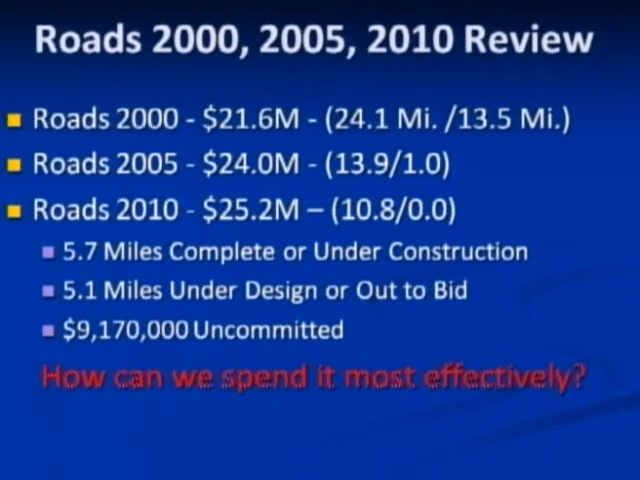 Roads 2000, 2005, 2010 Review
Roads 2000 - $21.6M - (24.1 Mi. /13.5 Mi.)
Roads 2005 - $24.0M - (13.9/1.0)
Roads 2010 - $25.2M – (10.8/0.0)
5.7 Miles Complete or Under Construction
5.1 Miles Under Design or Out to Bid
$9,170,000 Uncommitted
How can we spend it most effectively?